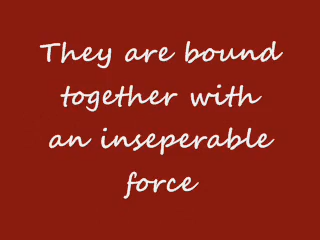 They are bound
together with
an inseperable
force